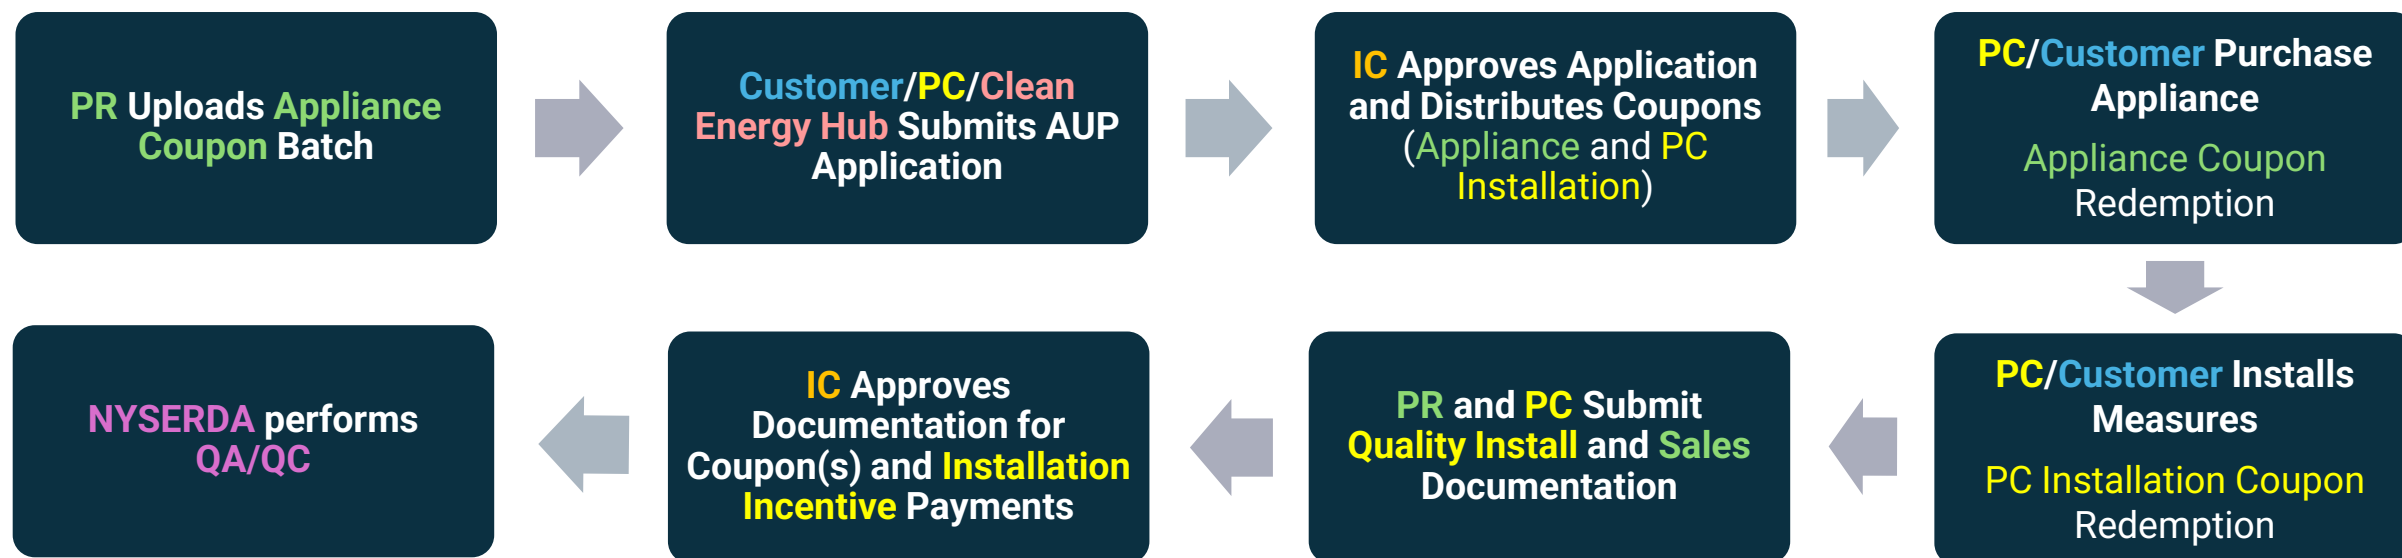 PR Uploads Appliance
Coupon Batch
Customer/PC/Clean
Energy Hub Submits AUP
Application
IC Approves Application
and Distributes Coupons
(Appliance and PC
Installation)
PC/Customer Purchase
Appliance
Appliance Coupon
Redemption
PC/Customer Installs
Measures
PC Installation Coupon
Redemption
PR and PC Submit
Quality Install and Sales
Documentation
IC Approves
Documentation for
Coupon(s) and Installation
Incentive Payments
NYSERDA performs
QA/QC